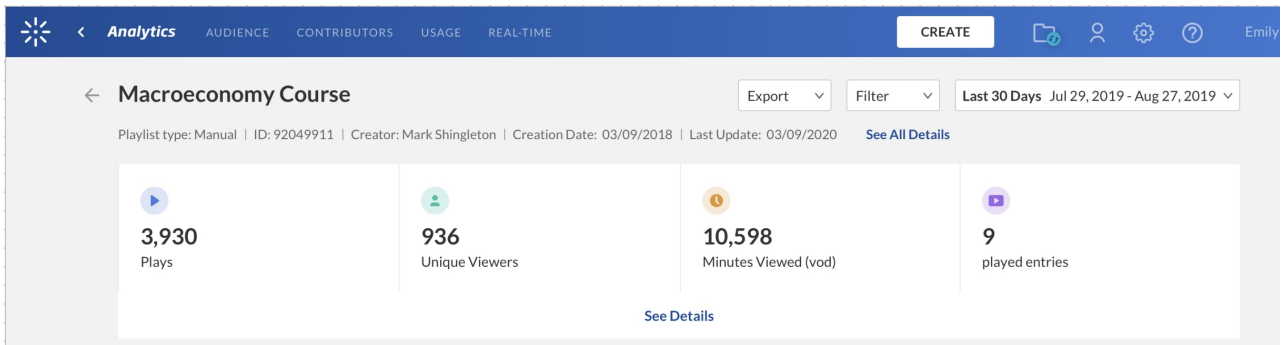 Analytics AUDIENCE CONTRIBUTORS USAGE REAL-TIME CREATE Emily
Macroeconomy Course Export Filter Last 30 Days Jul 29, 2019 - Aug 27, 2019
Playlist type: Manual | ID: 92049911 | Creator: Mark Shingleton | Creation Date: 03/09/2018 | Last Update: 03/09/2020 See All Details
3,930 936 10,598 9
Plays Unique Viewers Minutes Viewed (vod) played entries
See Details